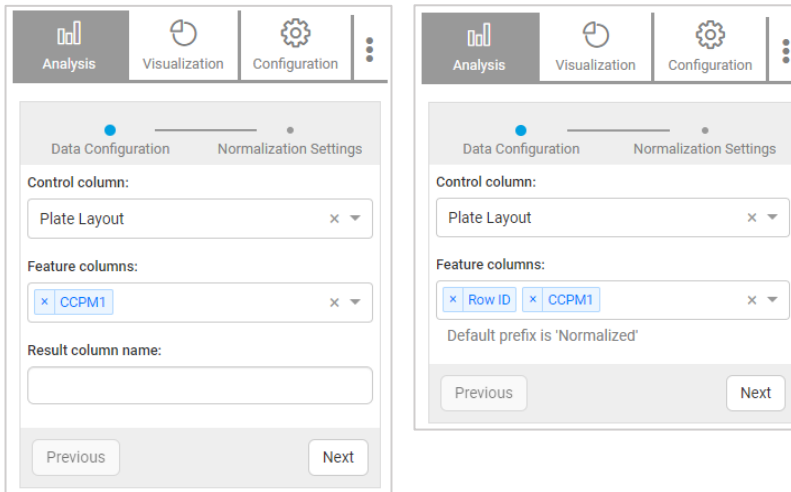 Analysis
Visualization
Configuration
Data Configuration
Normalization Settings
Control column:
Plate Layout
Feature columns:
× CCPM1
Result column name:
Previous
Next
Analysis
Visualization
Configuration
Data Configuration
Normalization Settings
Control column:
Plate Layout
Feature columns:
× Row ID × CCPM1
Default prefix is 'Normalized'
Previous
Next